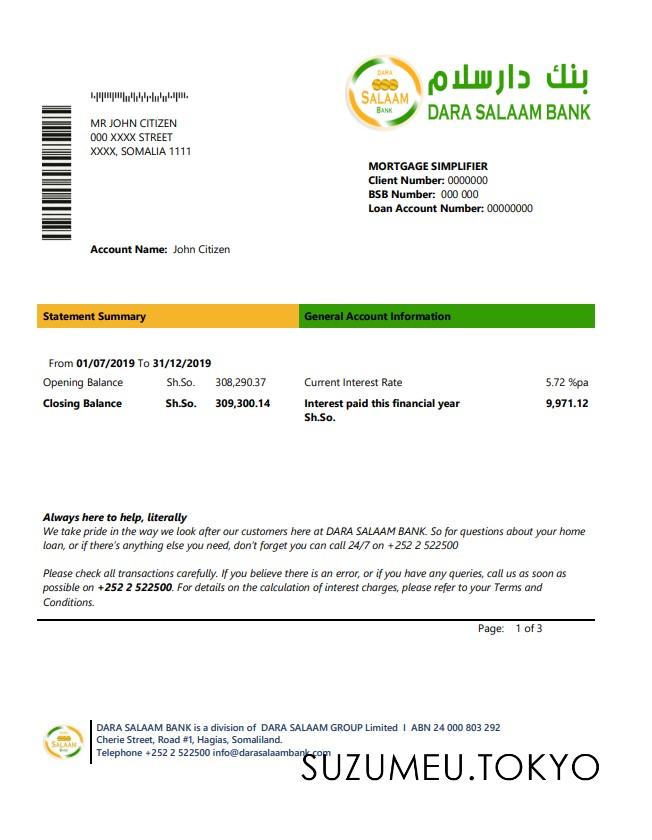 DARA
SALAAM
BANK
بنك دارسلام
DARA SALAAM BANK
MR JOHN CITIZEN
000 XXXX STREET
XXXX, SOMALIA 1111
MORTGAGE SIMPLIFIER
Client Number: 0000000
BSB Number: 000 000
Loan Account Number: 00000000
Account Name: John Citizen
Statement Summary
General Account Information
From 01/07/2019 To 31/12/2019
Opening Balance Sh.So. 308,290.37
Current Interest Rate 5.72 %pa
Closing Balance Sh.So. 309,300.14
Interest paid this financial year 9,971.12
Sh.So.
Always here to help, literally
We take pride in the way we look after our customers here at DARA SALAAM BANK. So for questions about your home
loan, or if there's anything else you need, don't forget you can call 24/7 on +252 2 522500
Please check all transactions carefully. If you believe there is an error, or if you have any queries, call us as soon as
possible on +252 2 522500. For details on the calculation of interest charges, please refer to your Terms and
Conditions.
Page: 1 of 3
SALAAM
DARA SALAAM BANK is a division of DARA SALAAM GROUP Limited I ABN 24 000 803 292
Cherie Street, Road #1, Hagias, Somaliland.
Telephone +252 2 522500 info@darasalaambank.com
SUZUMEU.TOKYO